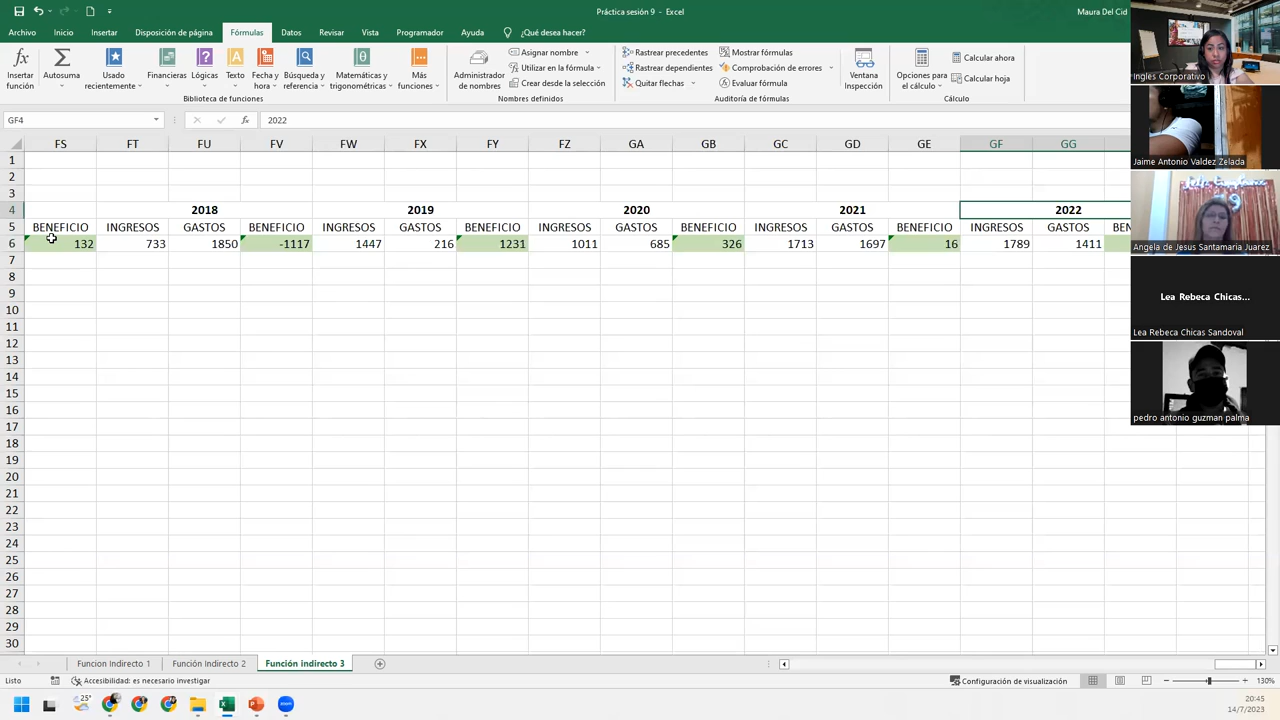 Práctica sesión 9 - Excel
Maura Del Cid
Archivo Inicio Insertar Disposición de página Fórmulas Datos Revisar Vista Programador Ayuda ¿Qué desea hacer?
Insertar función
Autosuma
Usado recientemente
Financieras
Lógicas
Texto
Fecha y hora
Búsqueda y referencia
Matemáticas y trigonométricas
Más funciones
Biblioteca de funciones
Administrador de nombres
Asignar nombre
Utilizar en la fórmula
Crear desde la selección
Nombres definidos
Rastrear precedentes
Rastrear dependientes
Quitar flechas
Mostrar fórmulas
Comprobación de errores
Evaluar fórmula
Auditoría de fórmulas
Ventana Inspección
Opciones para el cálculo
Calcular ahora
Calcular hoja
Cálculo
GF4 fx 2022
FS FT FU FV FW FX FY FZ GA GB GC GD GE GF GG
1
2
3
4 2018 2019 2020 2021 2022
5 BENEFICIO INGRESOS GASTOS BENEFICIO INGRESOS GASTOS BENEFICIO INGRESOS GASTOS BENEFICIO INGRESOS GASTOS BENEFICIO INGRESOS GASTOS BENEF
6 132 733 1850 -1117 1447 216 1231 1011 685 326 1713 1697 16 1789 1411
7
8
9
10
11
12
13
14
15
16
17
18
19
20
21
22
23
24
25
26
27
28
29
30
Funcion Indirecto 1 Función Indirecto 2 Función indirecto 3
Listo Accesibilidad: es necesario investigar Configuración de visualización 130%
25°
zoom
20:45
14/7/2023
Ingles Corporativo
Jaime Antonio Valdez Zelada
Angela de Jesus Santamaria Juarez
Lea Rebeca Chicas...
Lea Rebeca Chicas Sandoval
pedro antonio guzman palma